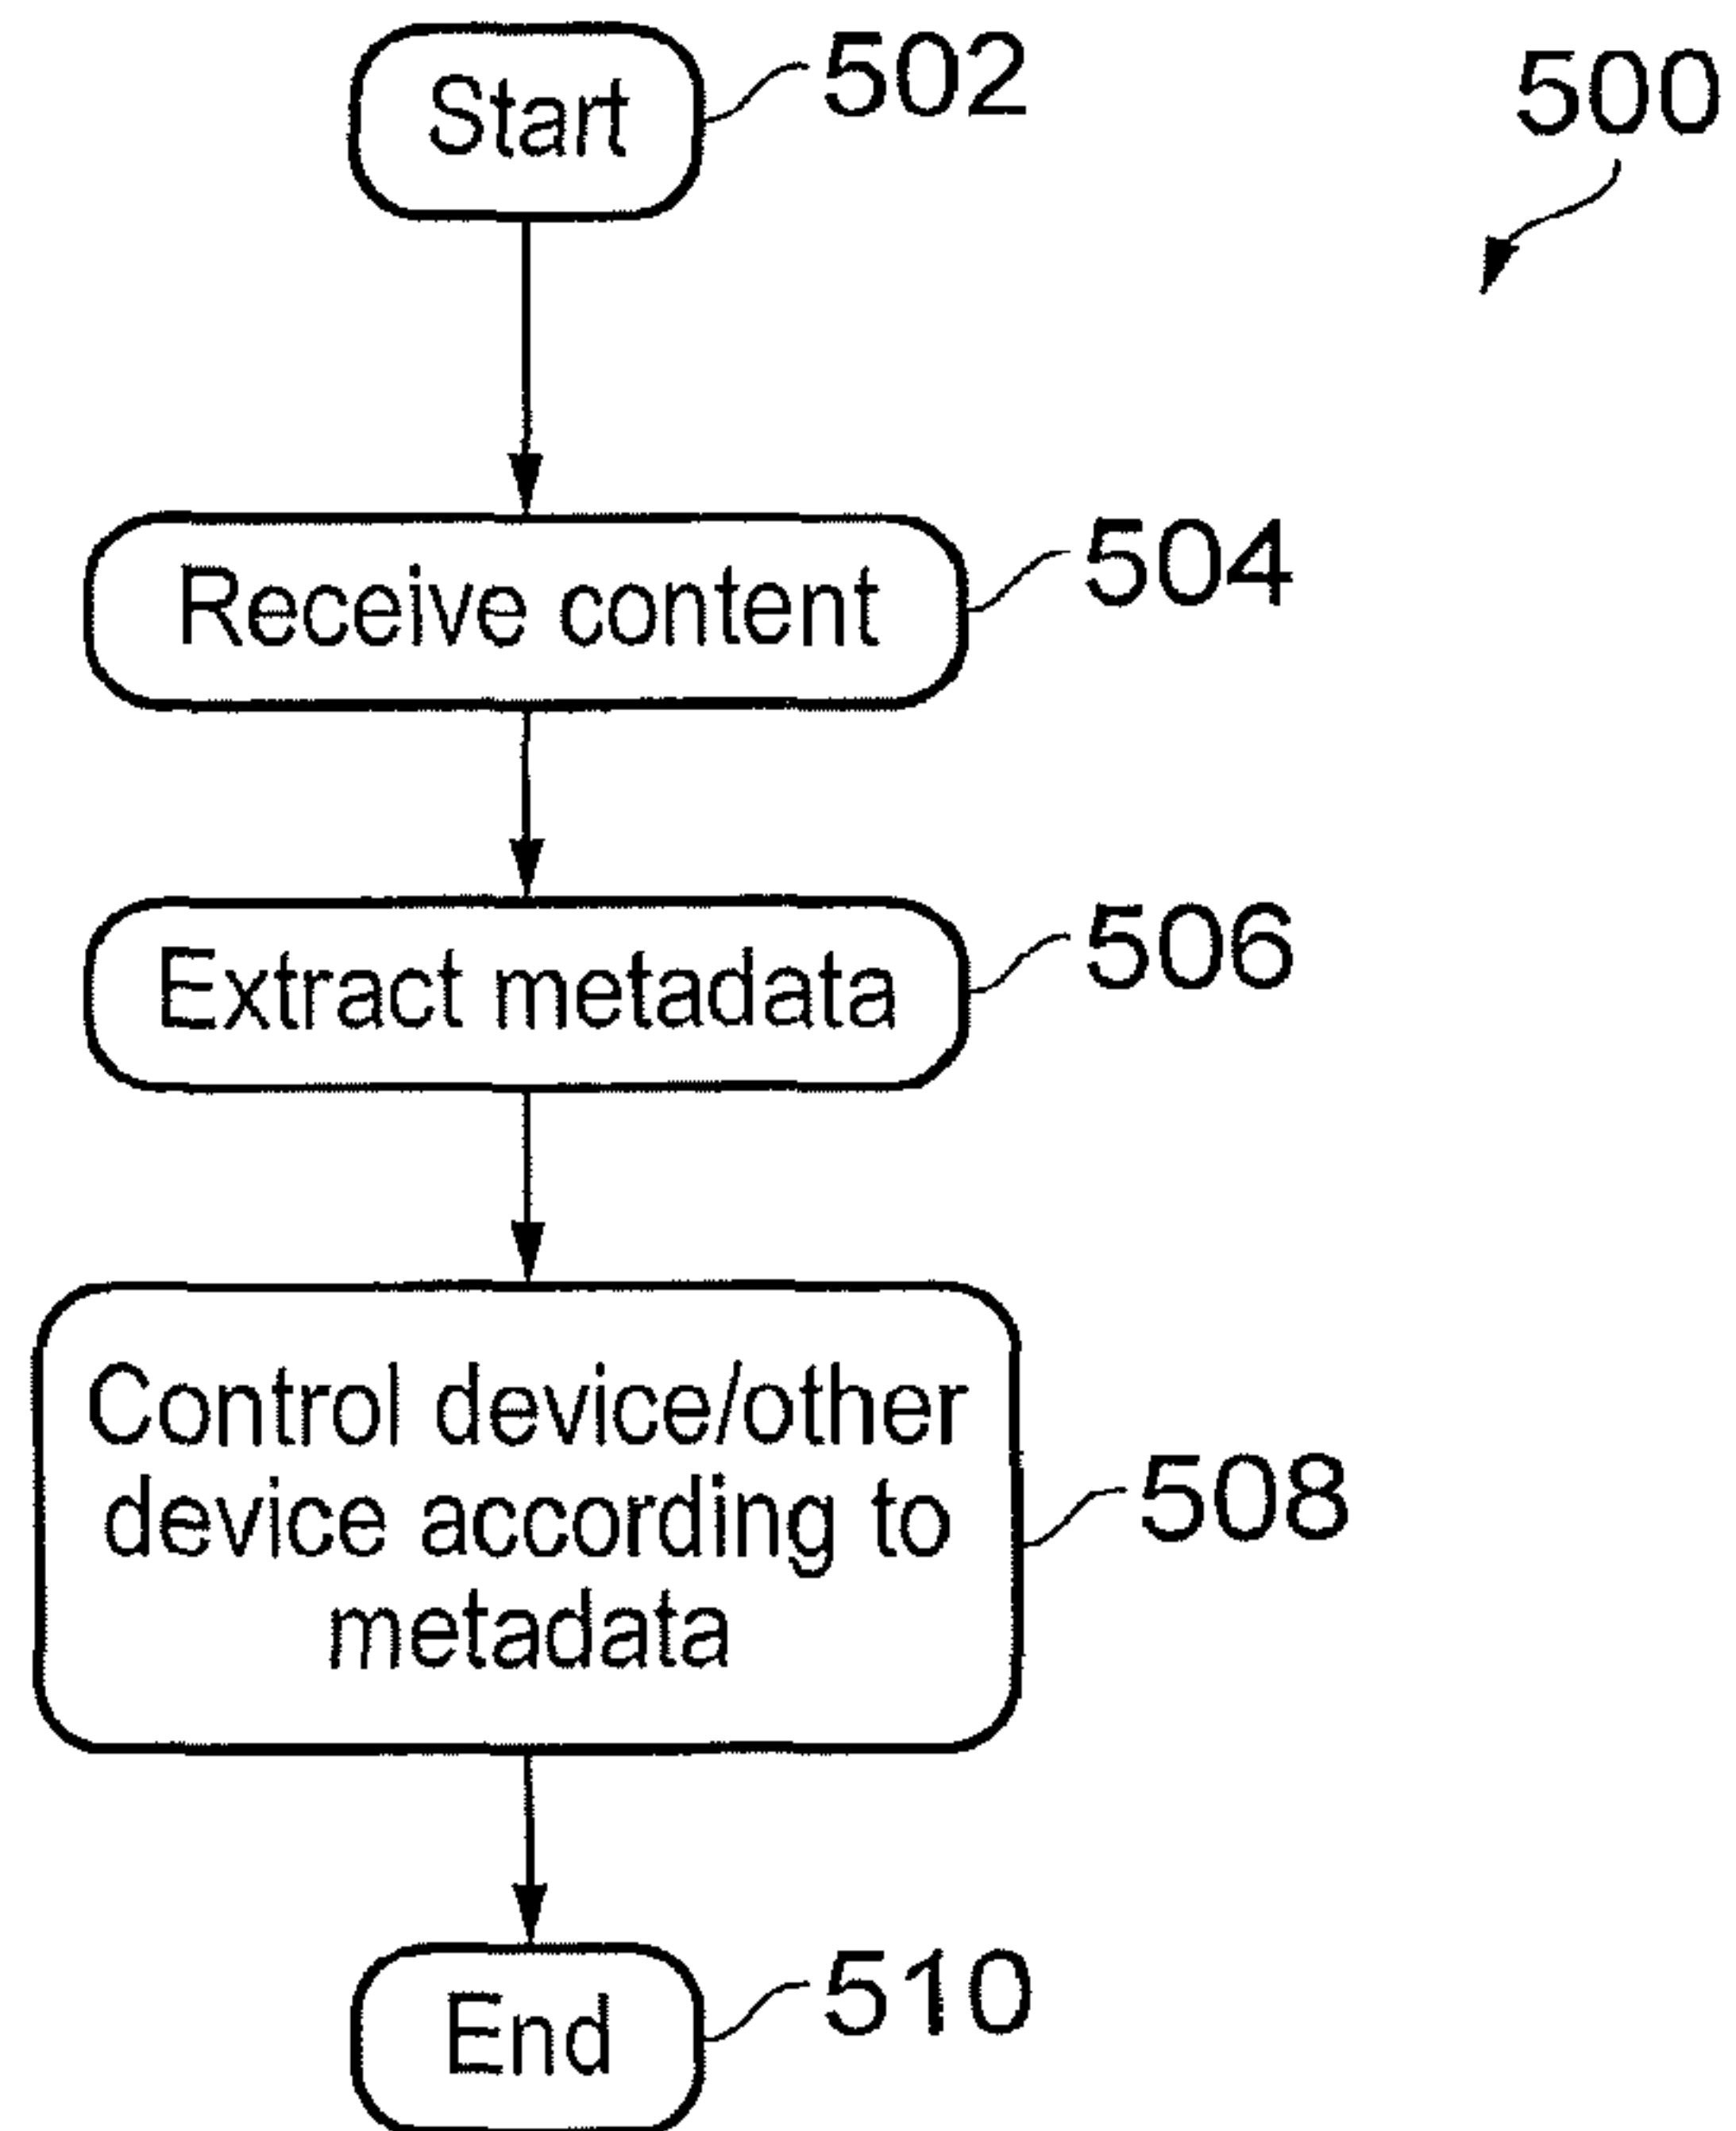 Start
502
500
Receive content
504
Extract metadata
506
Control device/other
device according to
metadata
508
End
510